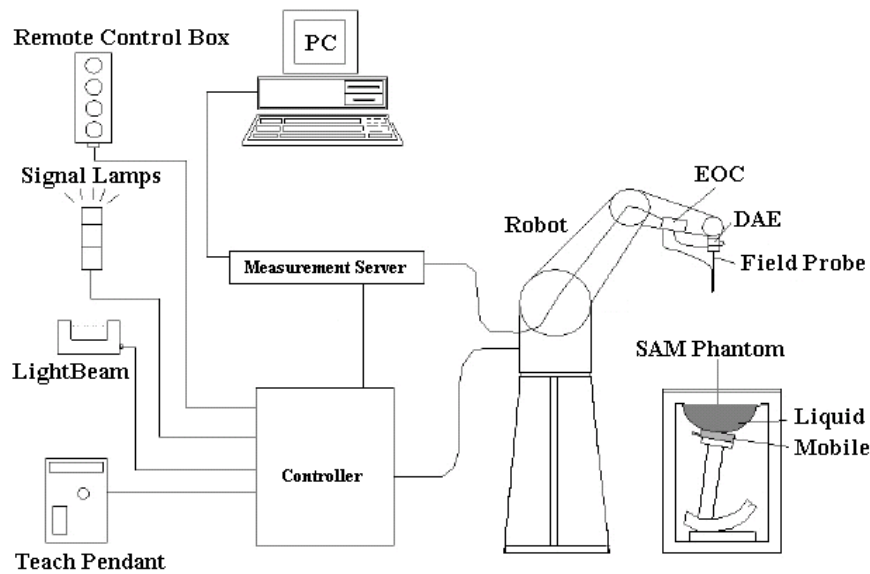 Remote Control Box
PC
Signal Lamps
EOC
DAE
Robot
Field Probe
Measurement Server
SAM Phantom
LightBeam
Liquid
Mobile
Controller
Teach Pendant